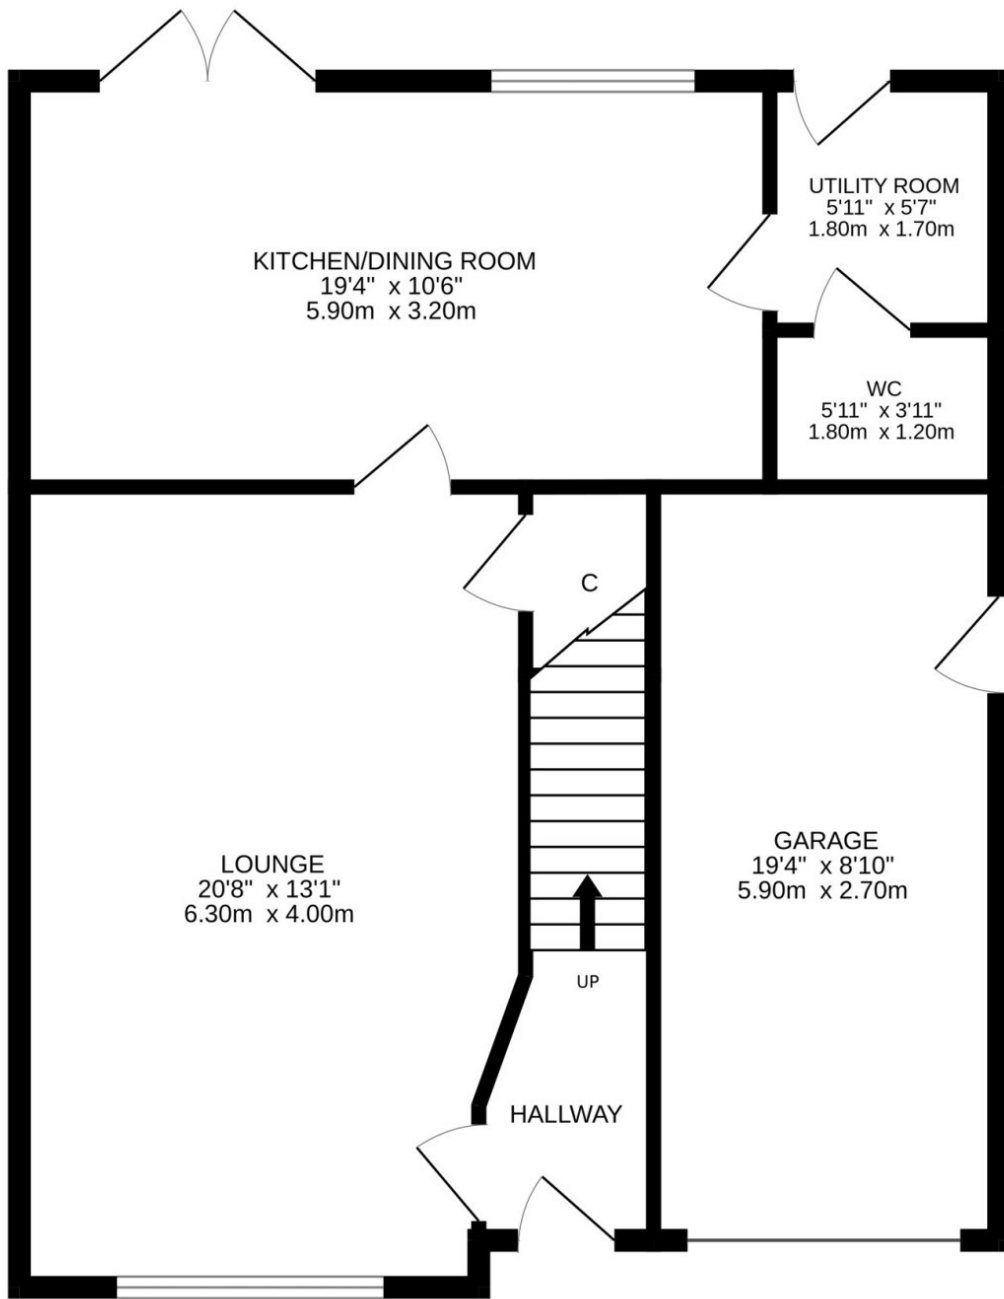 UTILITY ROOM
5'11" x 5'7"
1.80m x 1.70m
KITCHEN/DINING ROOM
19'4" x 10'6"
5.90m x 3.20m
WC
5'11" x 3'11"
1.80m x 1.20m
C
GARAGE
19'4" x 8'10"
5.90m x 2.70m
LOUNGE
20'8" x 13'1"
6.30m x 4.00m
UP
HALLWAY